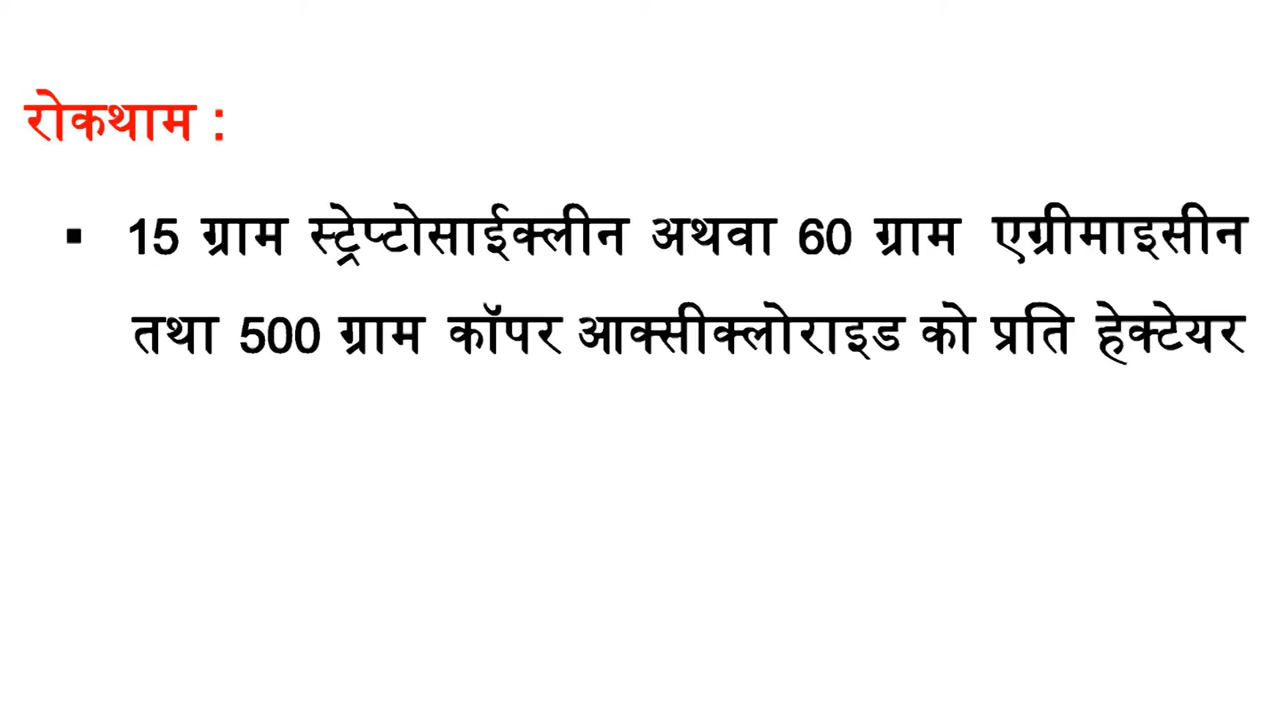 रोकथाम :
▪ 15 ग्राम स्ट्रेप्टोसाईक्लीन अथवा 60 ग्राम एग्रीमाइसीन
तथा 500 ग्राम कॉपर आक्सीक्लोराइड को प्रति हेक्टेयर